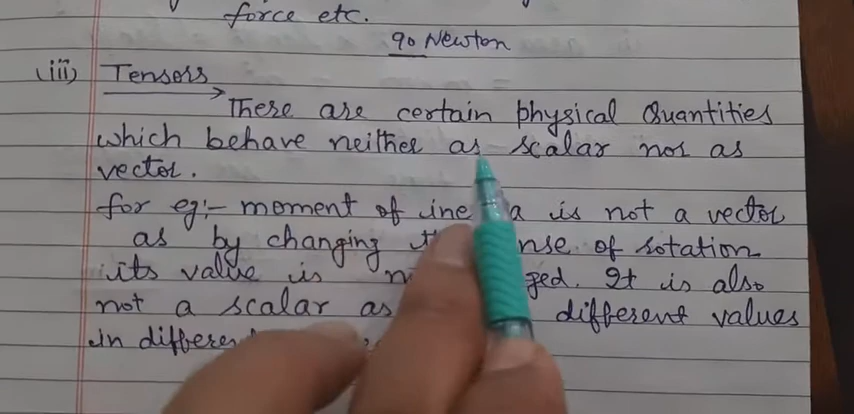 force etc.
90 Newton
(iii) Tensors
There are certain physical Quantities
which behave neither as scalar nor as
vector.
for eg:- moment of ine a is not a vector
as by changing nse of rotation
its value is ged. It is also
not a scalar as different values
in